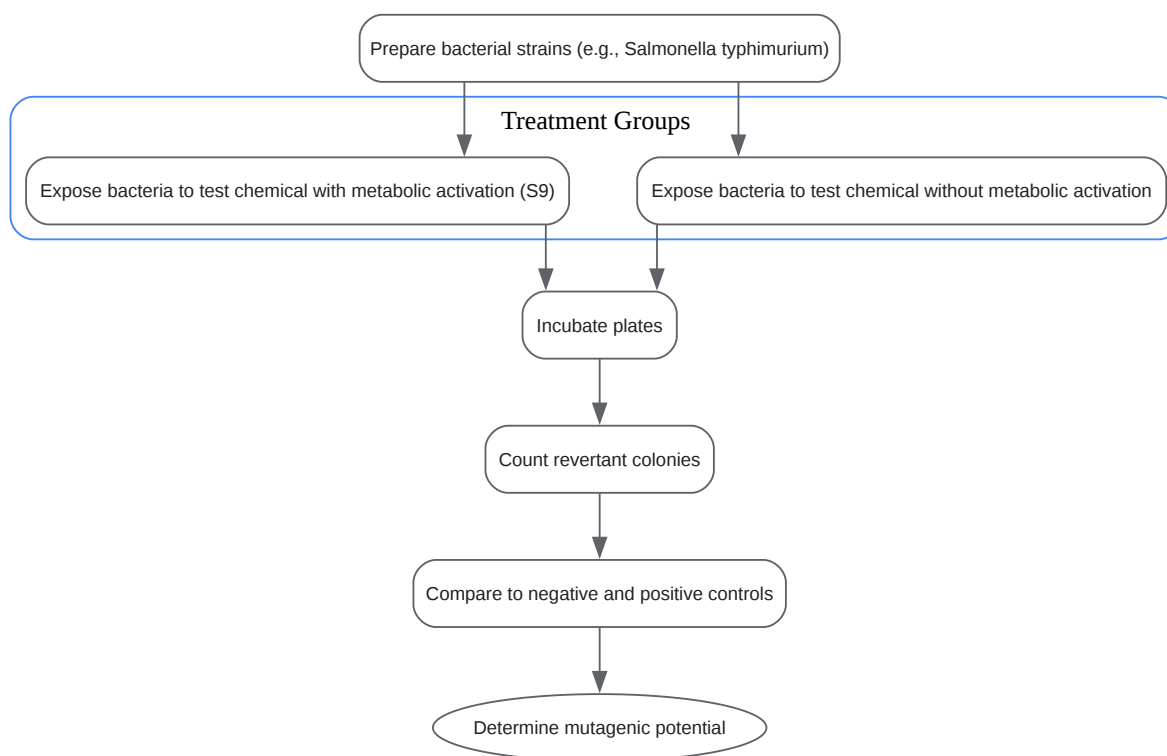 Prepare bacterial strains (e.g., Salmonella typhimurium)
Treatment Groups
Expose bacteria to test chemical with metabolic activation (S9)
Expose bacteria to test chemical without metabolic activation
Incubate plates
Count revertant colonies
Compare to negative and positive controls
Determine mutagenic potential